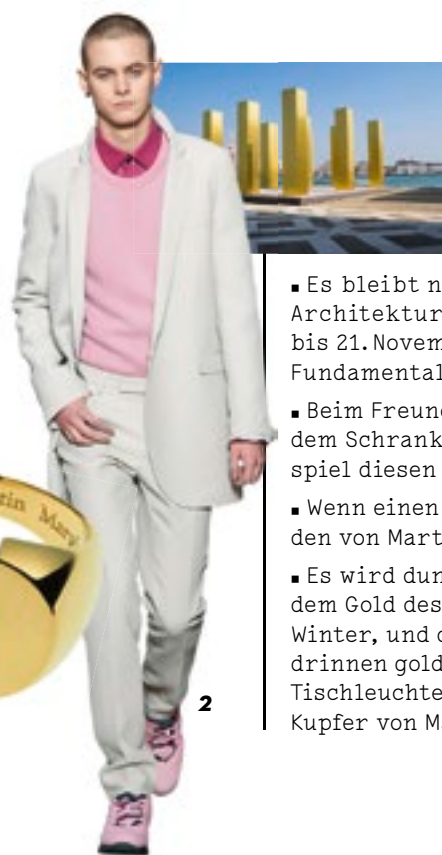 ■ Es bleibt n
Architektur
bis 21. Novem
Fundamental
■ Beim Freun
dem Schrank
spiel diesen
■ Wenn einen
den von Mart
■ Es wird dun
dem Gold des
Winter, und d
drinnen gold
Tischleuchte
Kupfer von M
2